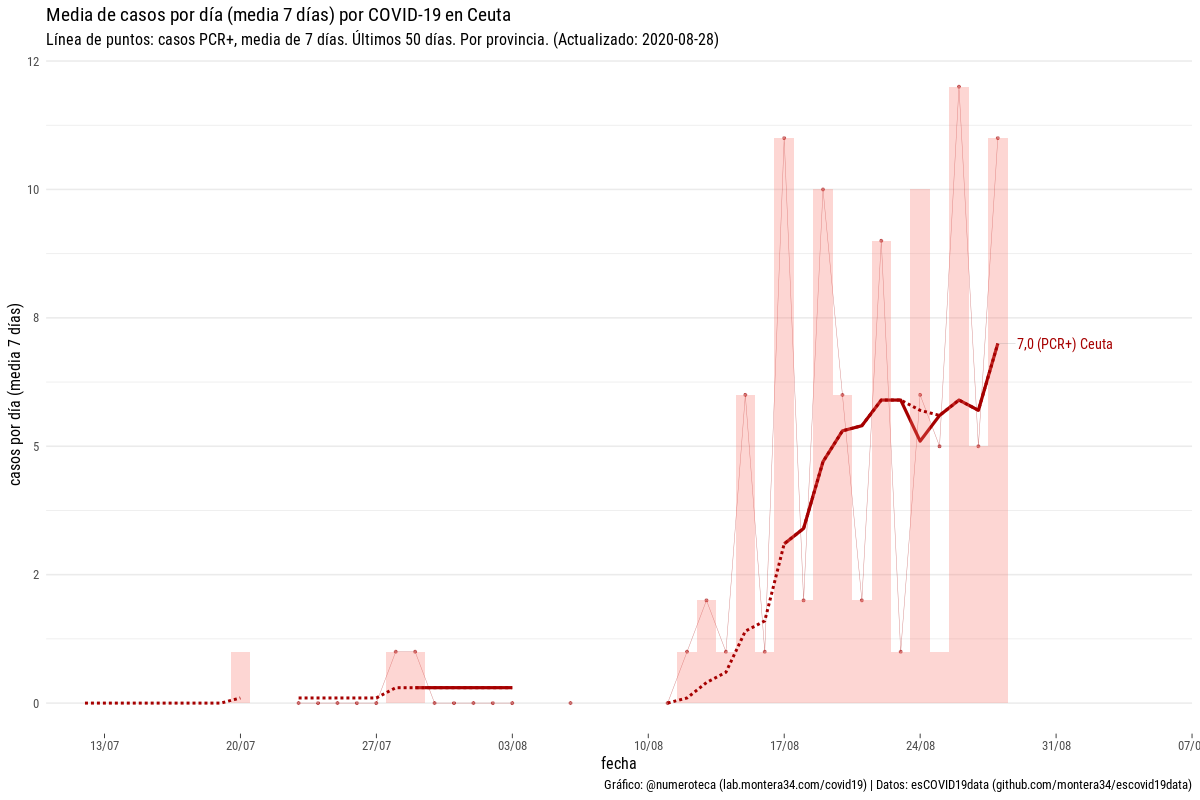 Media de casos por día (media 7 días) por COVID-19 en Ceuta
Línea de puntos: casos PCR+, media de 7 días. Últimos 50 días. Por provincia. (Actualizado: 2020-08-28)
casos por día (media 7 días)
12
10
8
5
2
0
7,0 (PCR+) Ceuta
13/07 20/07 27/07 03/08 10/08 17/08 24/08 31/08 07/0
fecha
Gráfico: @numeroteca (lab.montera34.com/covid19) | Datos: esCOVID19data (github.com/montera34/escovid19data)